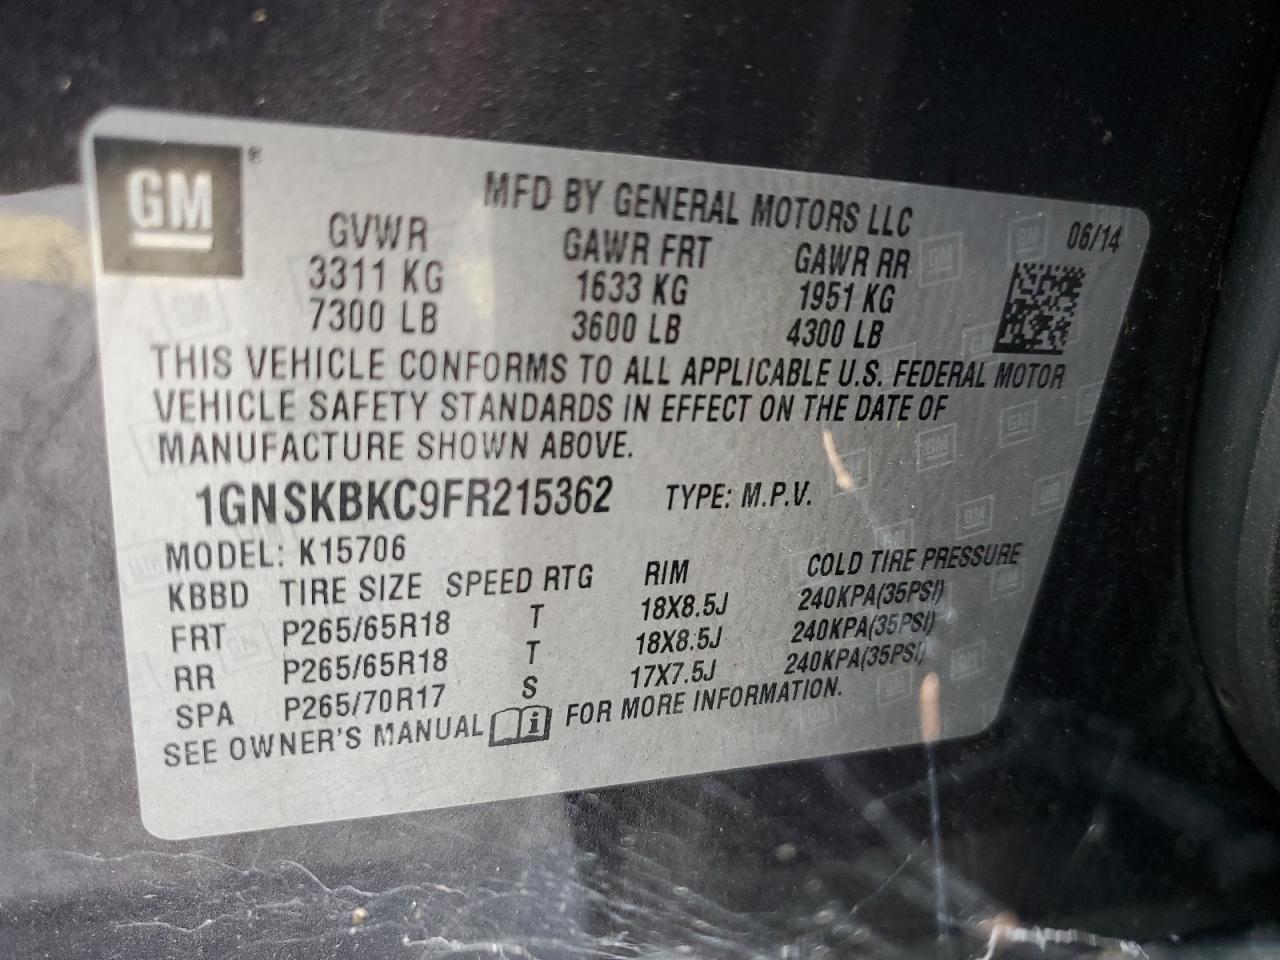 GM ®
MFD BY GENERAL MOTORS LLC
06/14
GVWR GAWR FRT GAWR RR
3311 KG 1633 KG 1951 KG
7300 LB 3600 LB 4300 LB
THIS VEHICLE CONFORMS TO ALL APPLICABLE U.S. FEDERAL MOTOR
VEHICLE SAFETY STANDARDS IN EFFECT ON THE DATE OF
MANUFACTURE SHOWN ABOVE.
1GNSKBKC9FR215362 TYPE: M.P.V.
MODEL: K15706
KBBD TIRE SIZE SPEED RTG RIM COLD TIRE PRESSURE
FRT P265/65R18 T 18X8.5J 240KPA(35PSI)
RR P265/65R18 T 18X8.5J 240KPA(35PSI)
SPA P265/70R17 S 17X7.5J 240KPA(35PSI)
SEE OWNER'S MANUAL i FOR MORE INFORMATION.